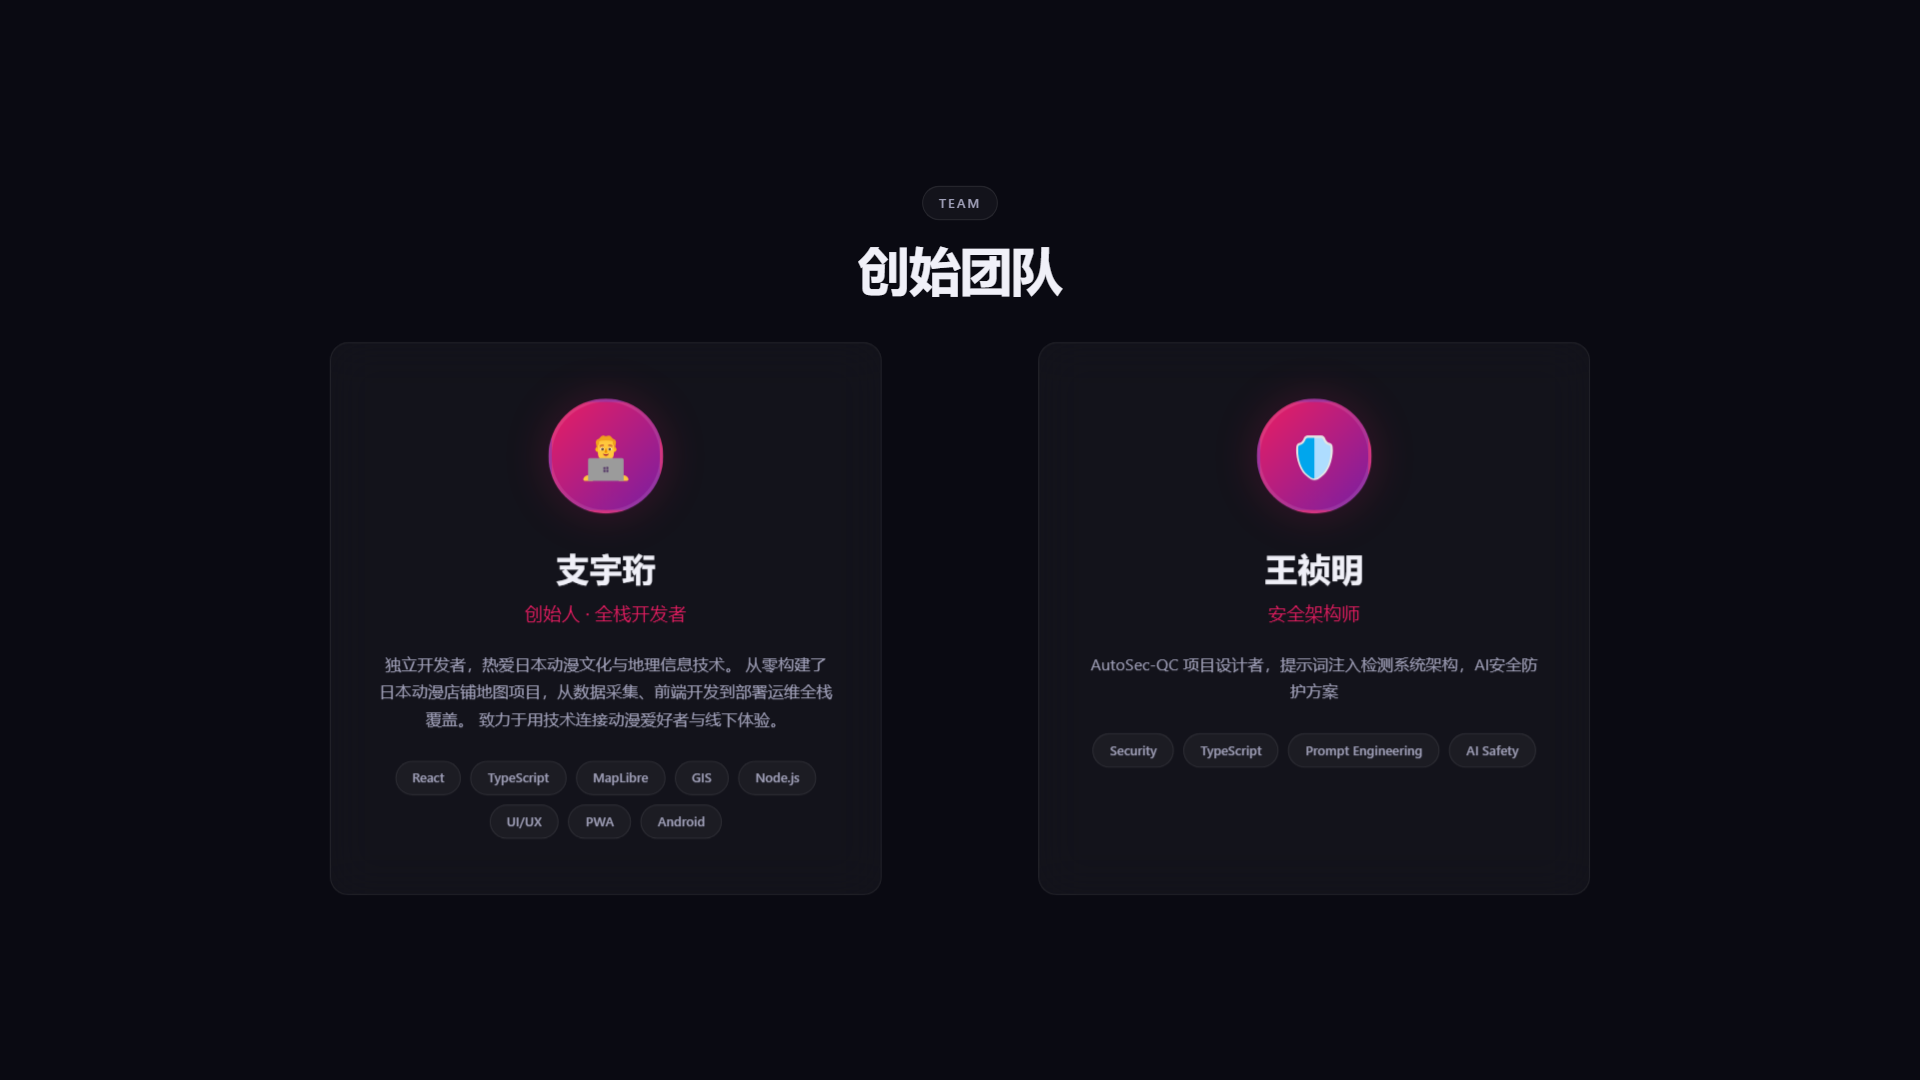 TEAM
创始团队
支宇珩
创始人 · 全栈开发者
独立开发者，热爱日本动漫文化与地理信息技术。 从零构建了
日本动漫店铺地图项目，从数据采集、前端开发到部署运维全栈
覆盖。 致力于用技术连接动漫爱好者与线下体验。
React TypeScript MapLibre GIS Node.js
UI/UX PWA Android
王祯明
安全架构师
AutoSec-QC 项目设计者，提示词注入检测系统架构，AI安全防
护方案
Security TypeScript Prompt Engineering AI Safety